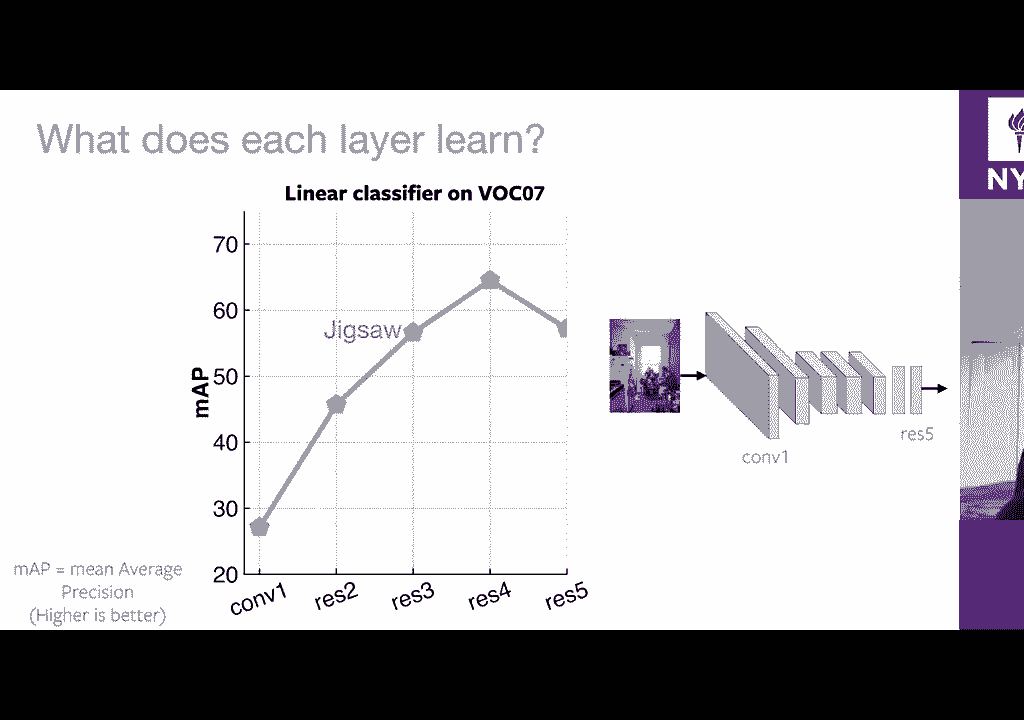 What does each layer learn?
NY
Linear classifier on VOC07
70
60
50
40
30
20
mAP
Jigsaw
conv1
res2
res3
res4
res5
conv1
res5
mAP = mean Average
Precision
(Higher is better)